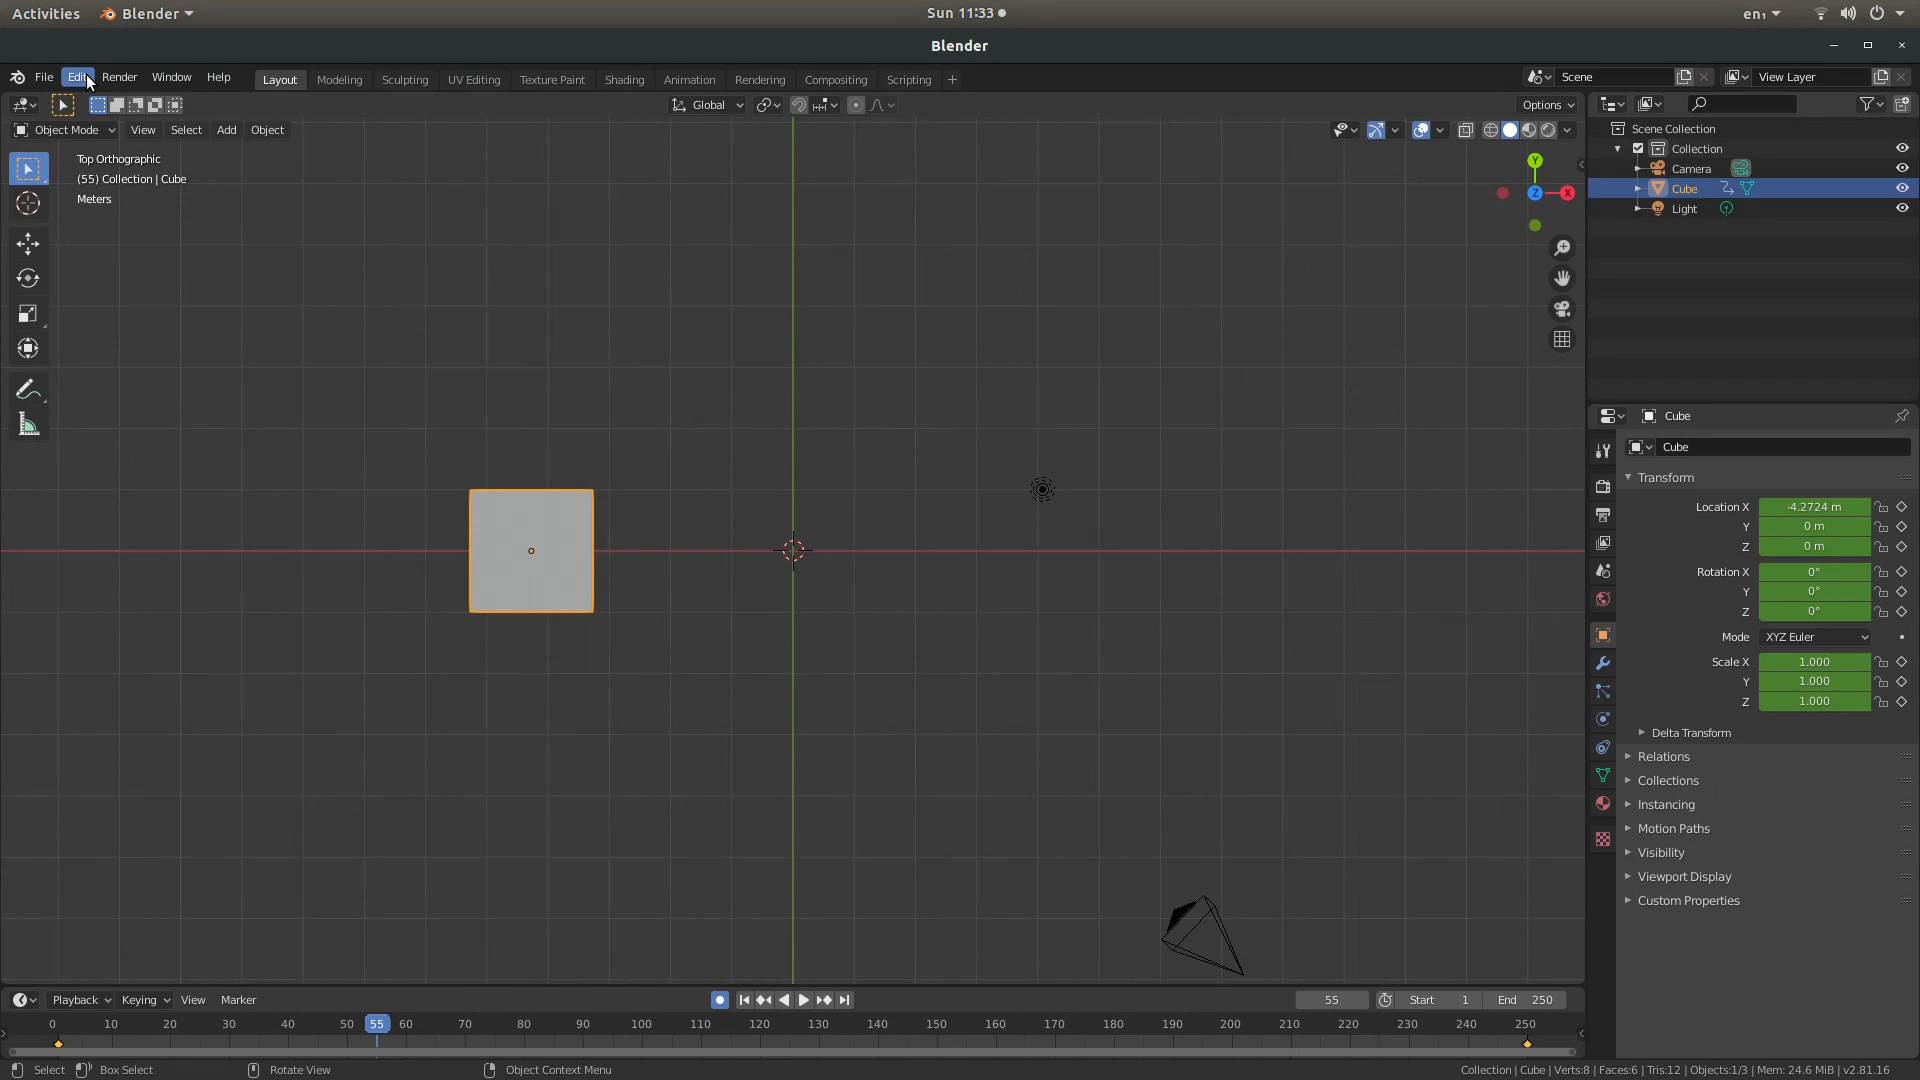 Activities Blender Sun 11:33 en₁
Blender
File Edit Render Window Help Layout Modeling Sculpting UV Editing Texture Paint Shading Animation Rendering Compositing Scripting + Scene View Layer
Global Options
Object Mode View Select Add Object
Top Orthographic
(55) Collection | Cube
Meters
Y
Z X
Scene Collection
Collection
Camera
Cube
Light
Cube
Cube
Transform
Location X -4.2724 m
Y 0 m
Z 0 m
Rotation X 0°
Y 0°
Z 0°
Mode XYZ Euler
Scale X 1.000
Y 1.000
Z 1.000
Delta Transform
Relations
Collections
Instancing
Motion Paths
Visibility
Viewport Display
Custom Properties
Playback Keying View Marker 55 Start 1 End 250
0 10 20 30 40 50 55 60 70 80 90 100 110 120 130 140 150 160 170 180 190 200 210 220 230 240 250
Select Box Select Rotate View Object Context Menu Collection | Cube | Verts:8 | Faces:6 | Tris:12 | Objects:1/3 | Mem: 24.6 MiB | v2.81.16